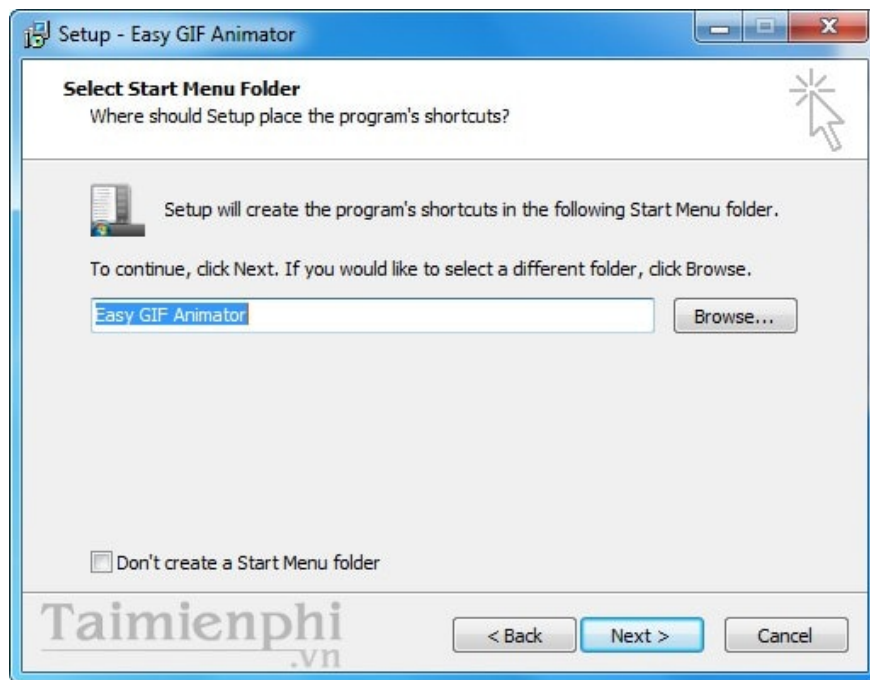 Setup - Easy GIF Animator
Select Start Menu Folder
Where should Setup place the program's shortcuts?
Setup will create the program's shortcuts in the following Start Menu folder.
To continue, click Next. If you would like to select a different folder, click Browse.
Easy GIF Animator
Browse...
Don't create a Start Menu folder
Taimienphi
.vn
< Back
Next >
Cancel